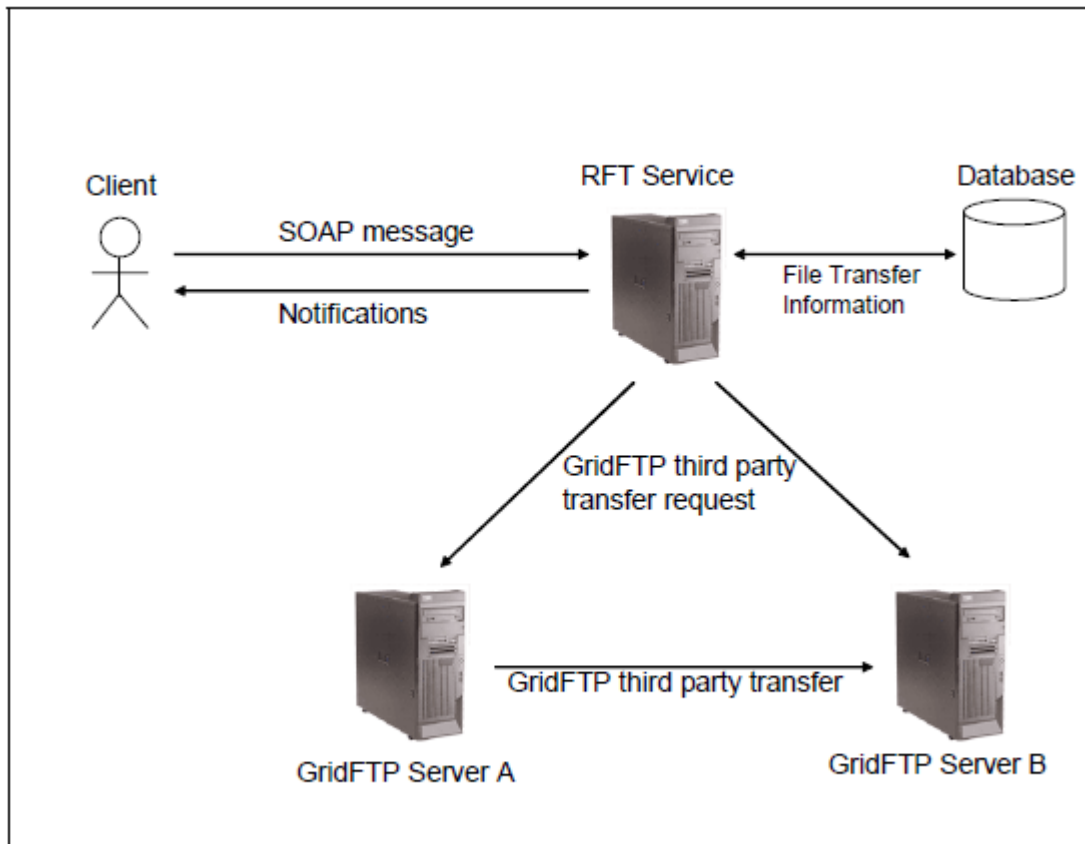 RFT Service
Database
Client
SOAP message
Notifications
File Transfer
Information
GridFTP third party
transfer request
GridFTP third party transfer
GridFTP Server A
GridFTP Server B